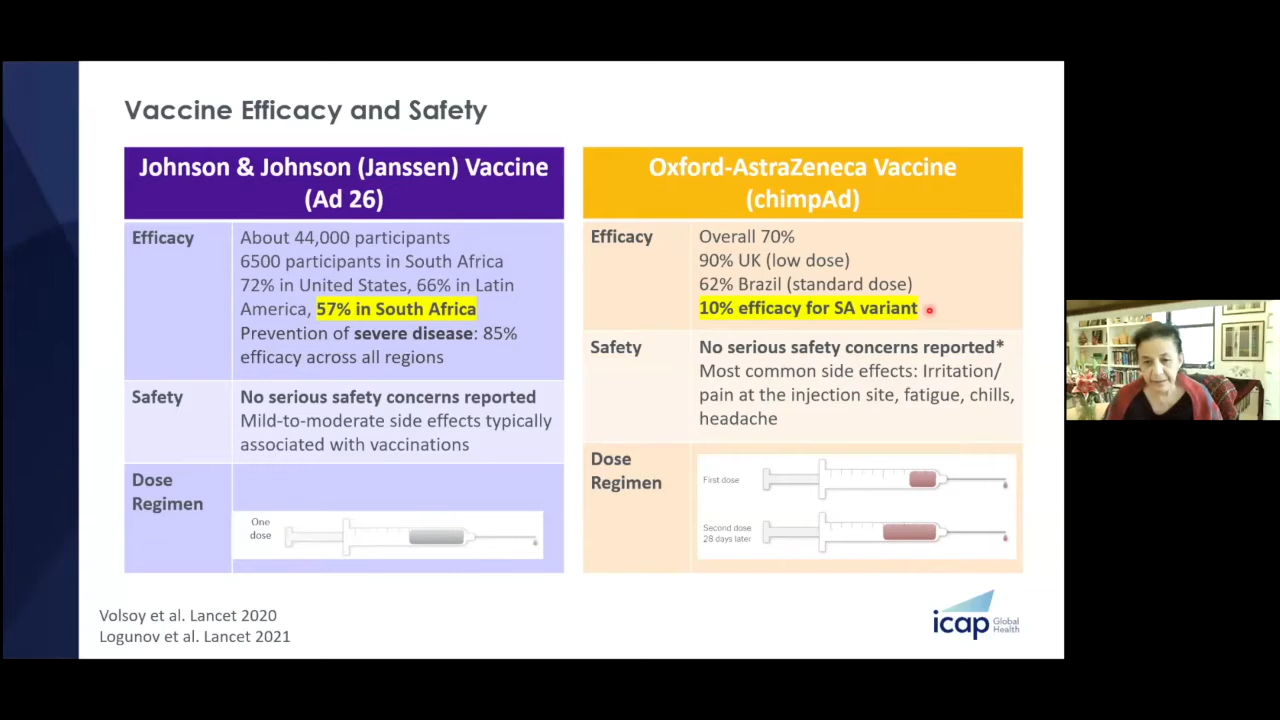 Vaccine Efficacy and Safety
Johnson & Johnson (Janssen) Vaccine
(Ad 26)
Efficacy
About 44,000 participants
6500 participants in South Africa
72% in United States, 66% in Latin
America, 57% in South Africa
Prevention of severe disease: 85%
efficacy across all regions
Safety
No serious safety concerns reported
Mild-to-moderate side effects typically
associated with vaccinations
Dose
Regimen
One
dose
Oxford-AstraZeneca Vaccine
(chimpAd)
Efficacy
Overall 70%
90% UK (low dose)
62% Brazil (standard dose)
10% efficacy for SA variant
Safety
No serious safety concerns reported*
Most common side effects: Irritation/
pain at the injection site, fatigue, chills,
headache
Dose
Regimen
First dose
Second dose
28 days later
Volsoy et al. Lancet 2020
Logunov et al. Lancet 2021
icap Global
Health